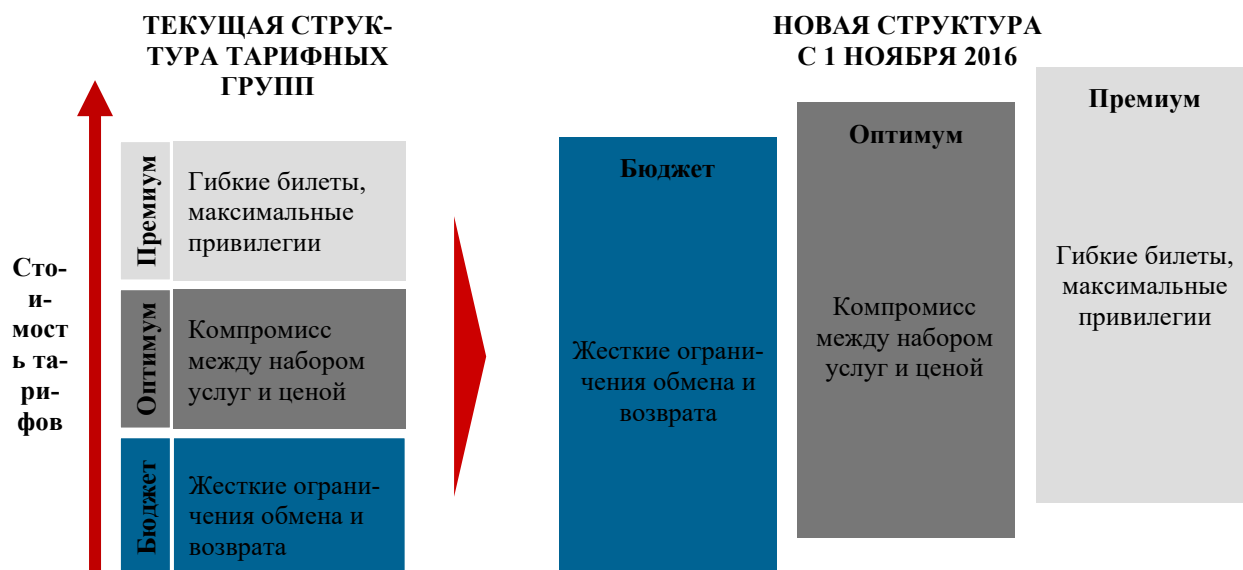 ТЕКУЩАЯ СТРУК-
ТУРА ТАРИФНЫХ
ГРУПП
НОВАЯ СТРУКТУРА
С 1 НОЯБРЯ 2016
Сто-
и-
мост
ь та-
ри-
фов
Премиум
Гибкие билеты,
максимальные
привилегии
Оптимум
Компромисс
между набором
услуг и ценой
Бюджет
Жесткие ограни-
чения обмена и
возврата
Бюджет
Жесткие ограни-
чения обмена и
возврата
Оптимум
Компромисс
между набором
услуг и ценой
Премиум
Гибкие билеты,
максимальные
привилегии